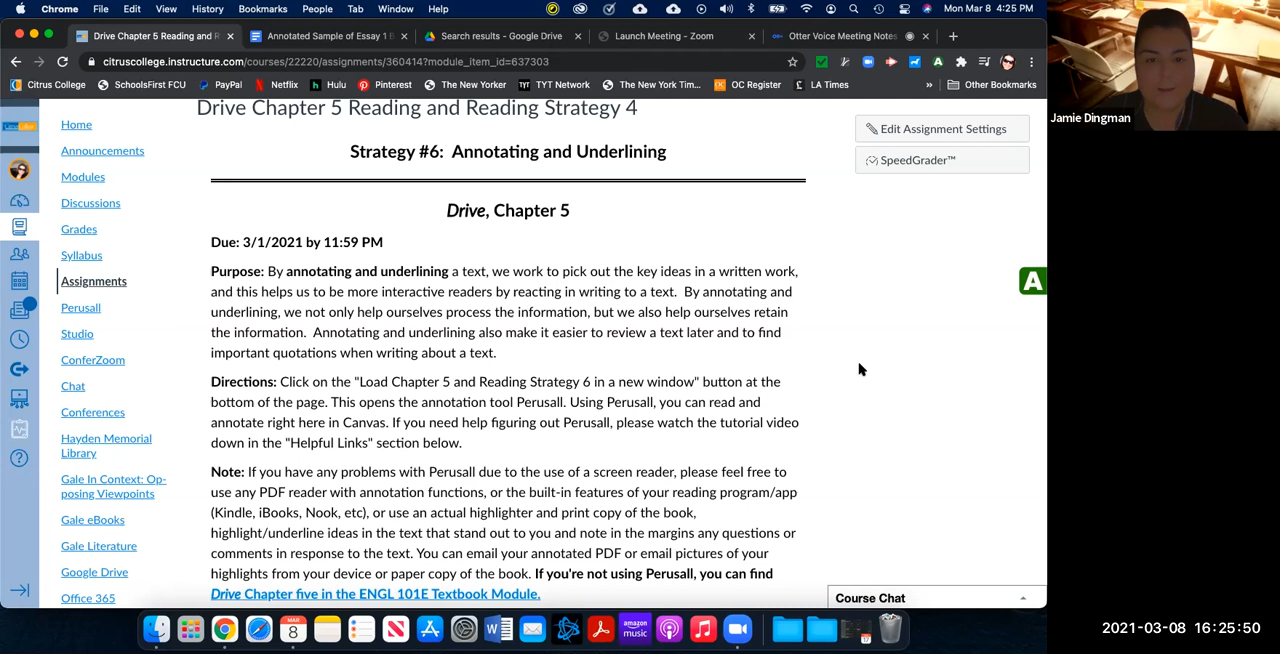 Chrome File Edit View History Bookmarks People Tab Window Help Mon Mar 8 4:25 PM
Drive Chapter 5 Reading and R Annotated Sample of Essay 1 Search results - Google Drive Launch Meeting - Zoom Otter Voice Meeting Notes
citruscollege.instructure.com/courses/22220/assignments/360414?module_item_id=637303
Citrus College SchoolsFirst FCU PayPal Netflix Hulu Pinterest The New Yorker TYT TYT Network The New York Tim... OC OC Register LA Times » Other Bookmarks
Jamie Dingman
Drive Chapter 5 Reading and Reading Strategy 4
Edit Assignment Settings
SpeedGrader™
Home
Announcements
Modules
Discussions
Grades
Syllabus
Assignments
Perusall
Studio
ConferZoom
Chat
Conferences
Hayden Memorial
Library
Gale In Context: Op-
posing Viewpoints
Gale eBooks
Gale Literature
Google Drive
Office 365
Strategy #6: Annotating and Underlining
Drive, Chapter 5
Due: 3/1/2021 by 11:59 PM
Purpose: By annotating and underlining a text, we work to pick out the key ideas in a written work,
and this helps us to be more interactive readers by reacting in writing to a text. By annotating and
underlining, we not only help ourselves process the information, but we also help ourselves retain
the information. Annotating and underlining also make it easier to review a text later and to find
important quotations when writing about a text.
Directions: Click on the "Load Chapter 5 and Reading Strategy 6 in a new window" button at the
bottom of the page. This opens the annotation tool Perusall. Using Perusall, you can read and
annotate right here in Canvas. If you need help figuring out Perusall, please watch the tutorial video
down in the "Helpful Links" section below.
Note: If you have any problems with Perusall due to the use of a screen reader, please feel free to
use any PDF reader with annotation functions, or the built-in features of your reading program/app
(Kindle, iBooks, Nook, etc), or use an actual highlighter and print copy of the book,
highlight/underline ideas in the text that stand out to you and note in the margins any questions or
comments in response to the text. You can email your annotated PDF or email pictures of your
highlights from your device or paper copy of the book. If you're not using Perusall, you can find
Drive Chapter five in the ENGL 101E Textbook Module.
A
Course Chat
MAR
8
amazon
music
2021-03-08 16:25:50